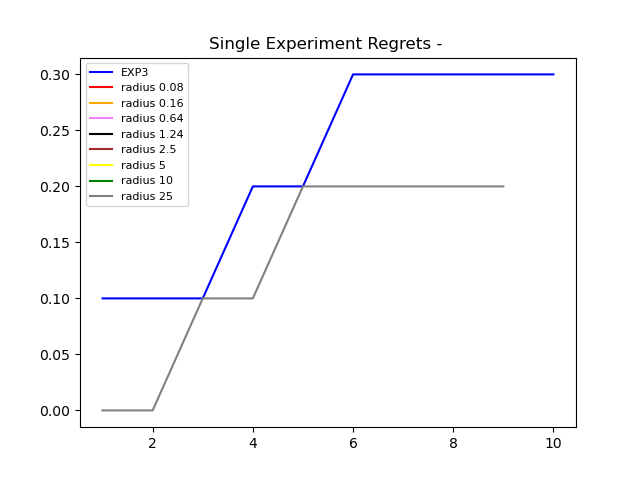 Single Experiment Regrets -
EXP3
radius 0.08
radius 0.16
radius 0.64
radius 1.24
radius 2.5
radius 5
radius 10
radius 25
0.30
0.25
0.20
0.15
0.10
0.05
0.00
2
4
6
8
10